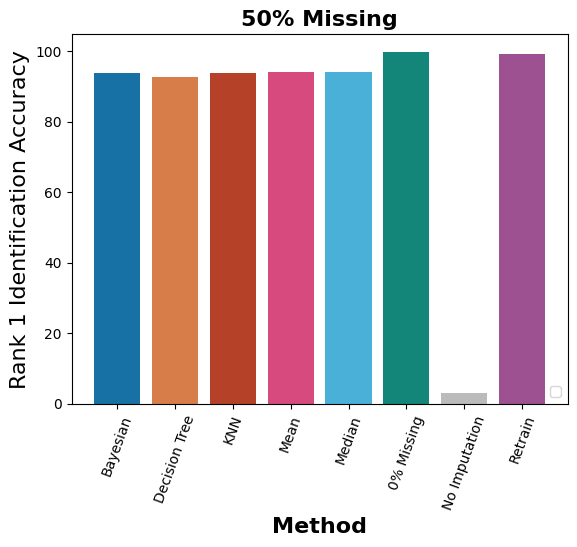 50% Missing
Rank 1 Identification Accuracy
100
80
60
40
20
0
Bayesian
Decision Tree
KNN
Mean
Median
0% Missing
No Imputation
Retrain
Method